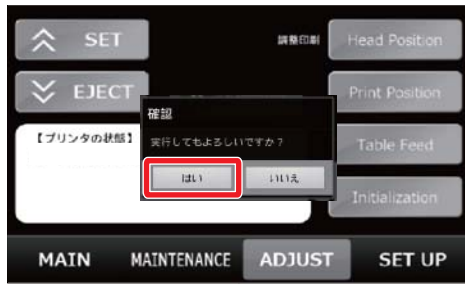 SET
調整印刷
Head Position
EJECT
Print Position
確認
【プリンタの状態】
実行してもよろしいですか？
Table Feed
はい
いいえ
Initialization
MAIN
MAINTENANCE
ADJUST
SET UP